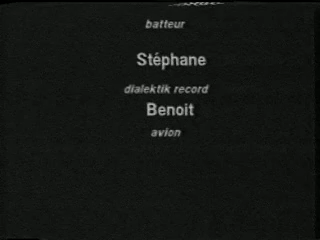 batteur
Stéphane
dialektik record
Benoit
avion